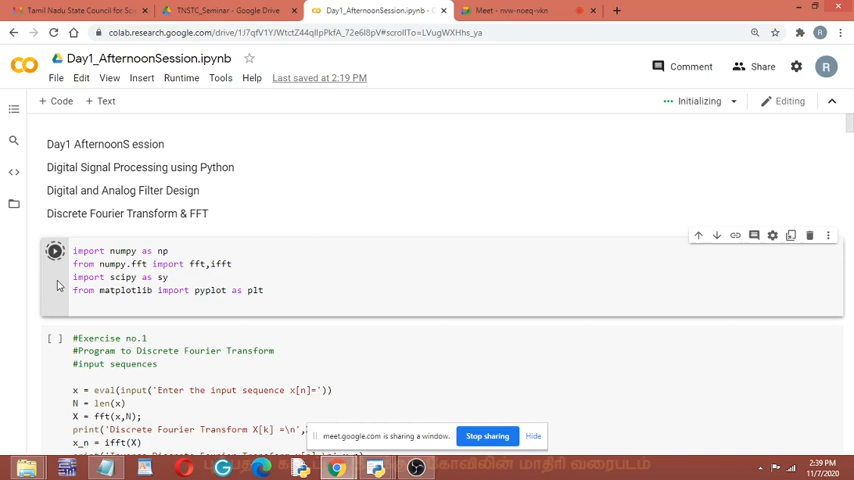 Tamil Nadu State Council for Scien
TNSTC_Seminar - Google Drive
Day1_AfternoonSession.ipynb -
Meet - nvw-noeq-vkn
colab.research.google.com/drive/1J7qfV1YJWtctZ44qllpPkfA_72e6l8pV#scrollTo=LVugWXHhs_ya
Day1_AfternoonSession.ipynb
Comment
Share
R
File Edit View Insert Runtime Tools Help Last saved at 2:19 PM
+ Code + Text
Initializing
Editing
Day1 AfternoonS ession
Digital Signal Processing using Python
Digital and Analog Filter Design
Discrete Fourier Transform & FFT
import numpy as np
from numpy.fft import fft,ifft
import scipy as sy
from matplotlib import pyplot as plt
[ ] #Exercise no.1
#Program to Discrete Fourier Transform
#input sequences
x = eval(input('Enter the input sequence x[n]='))
N = len(x)
X = fft(x,N);
print('Discrete Fourier Transform X[k] =\n',
x_n = ifft(X)
meet.google.com is sharing a window. Stop sharing Hide
கோவிலின் மாதிரி வரைபடம்
2:39 PM
11/7/2020